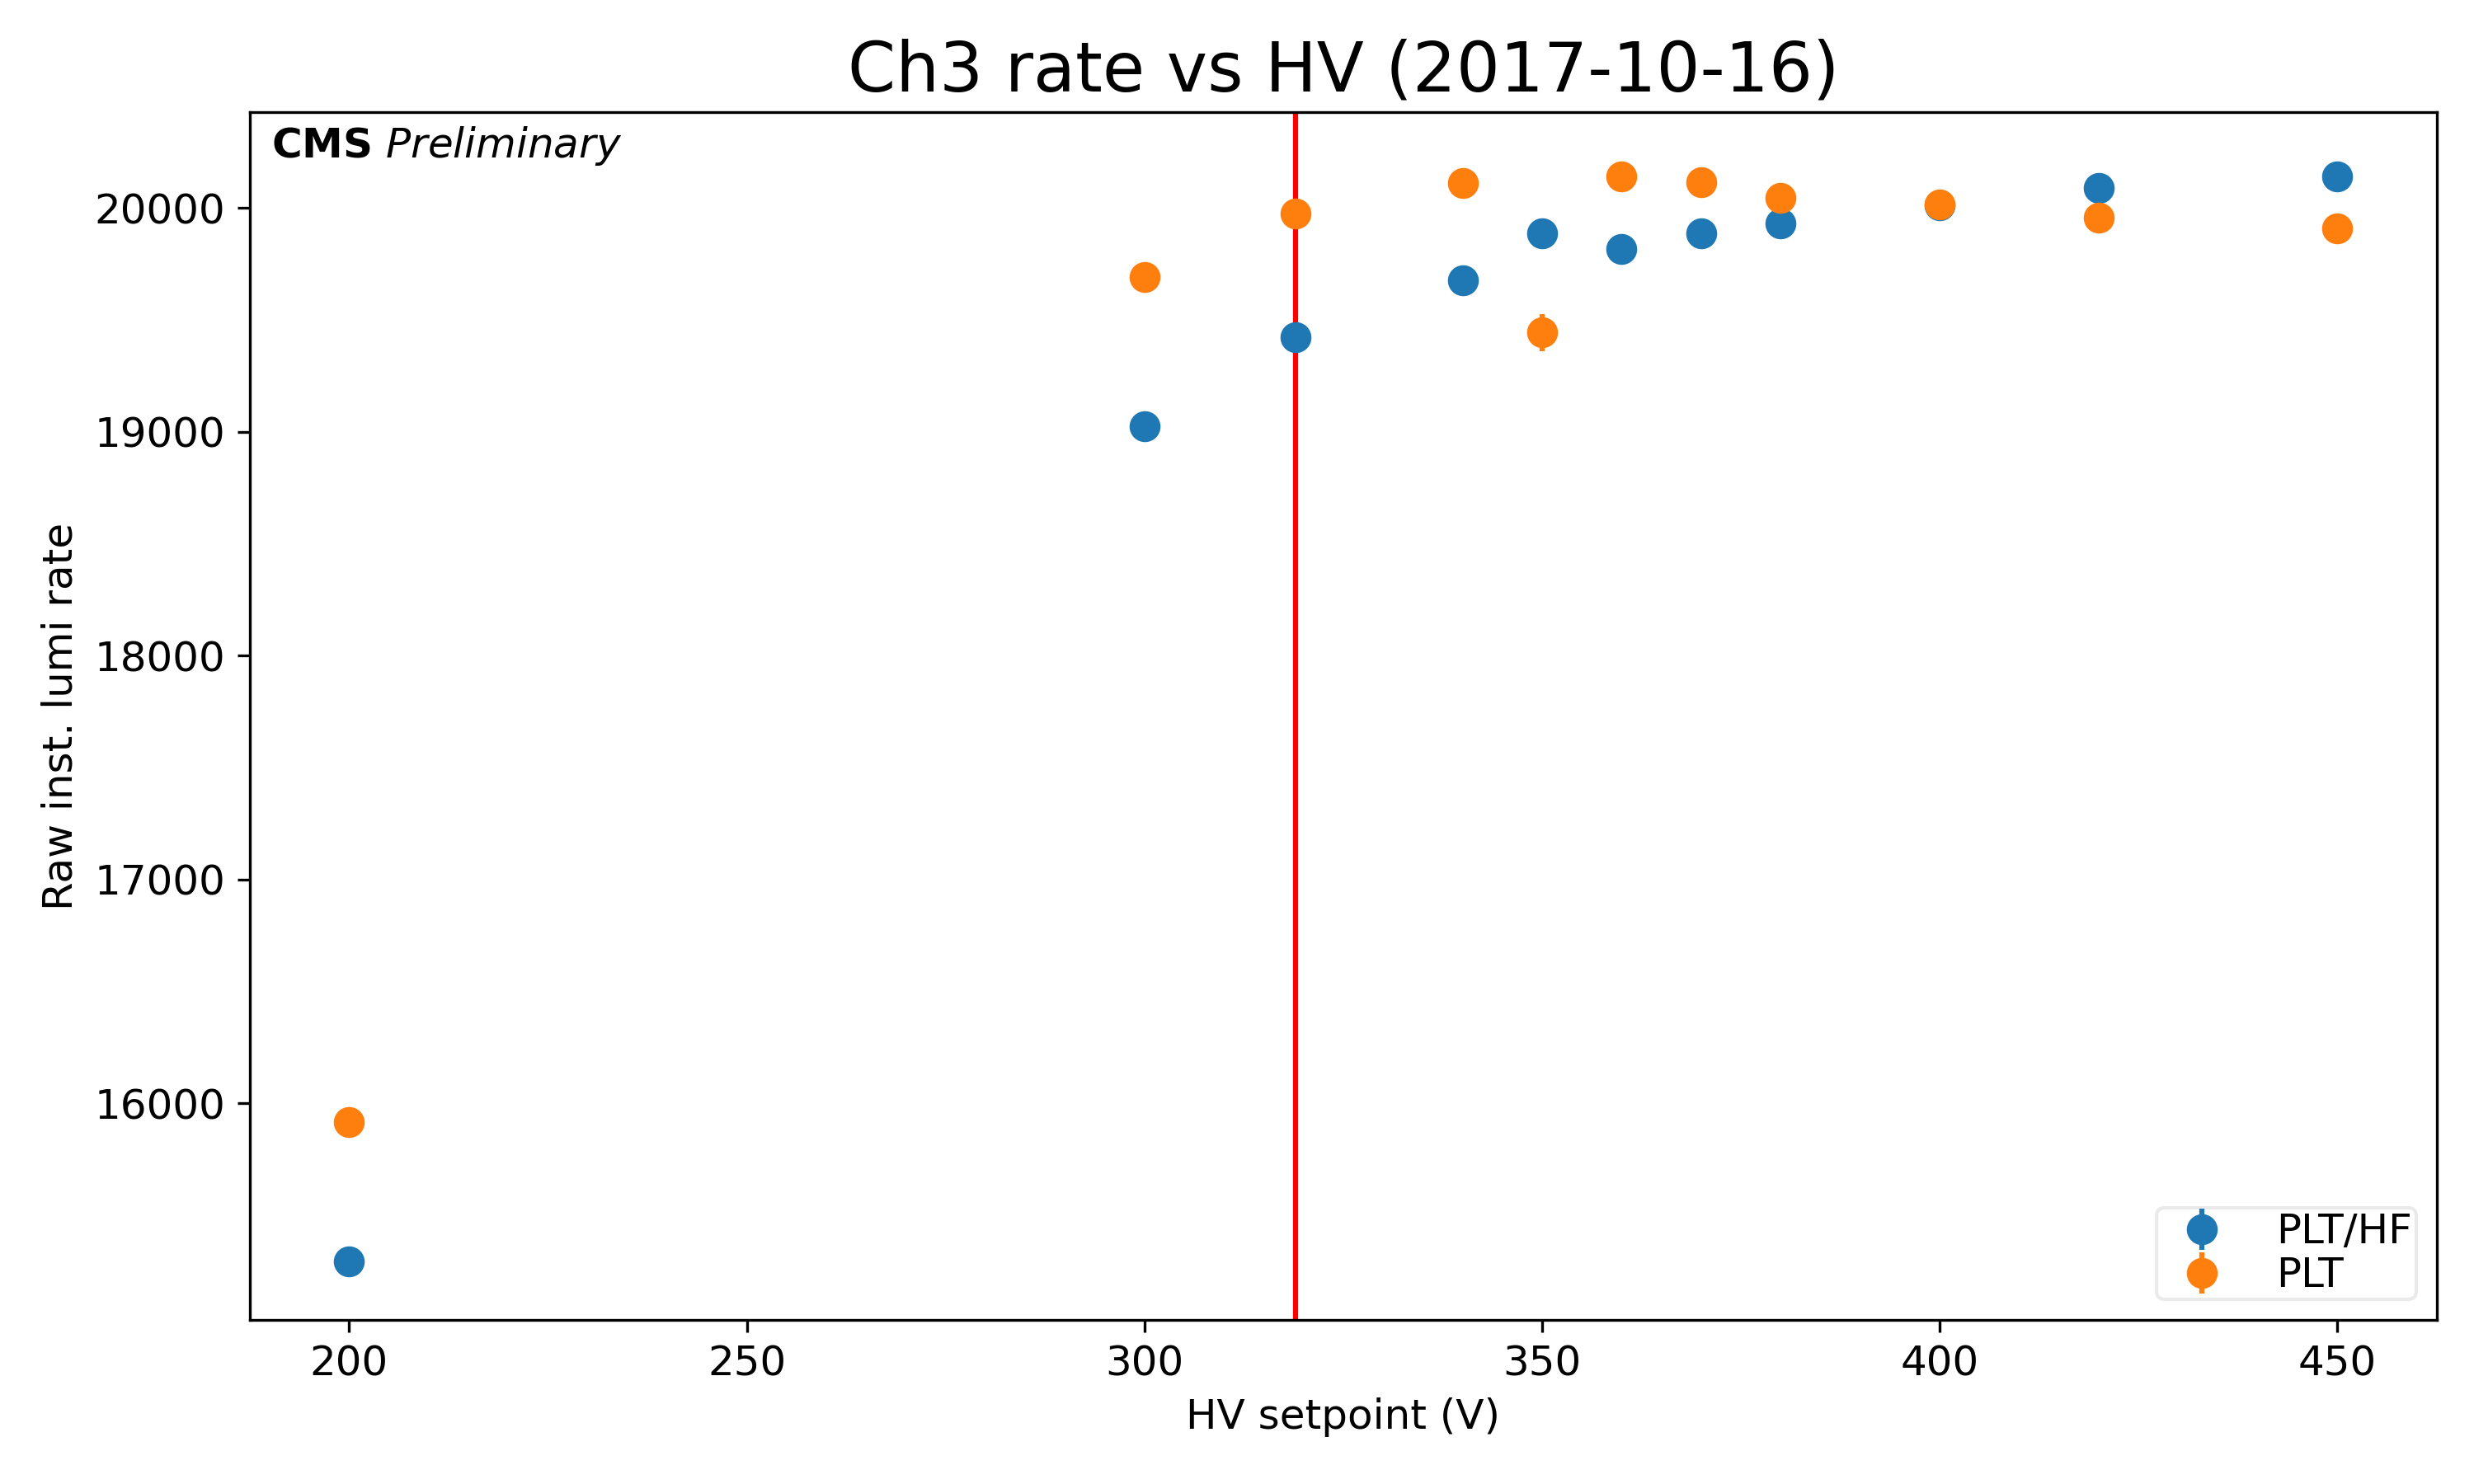 Ch3 rate vs HV (2017-10-16)
CMS Preliminary
20000
19000
18000
17000
16000
Raw inst. lumi rate
PLT/HF
PLT
200 250 300 350 400 450
HV setpoint (V)